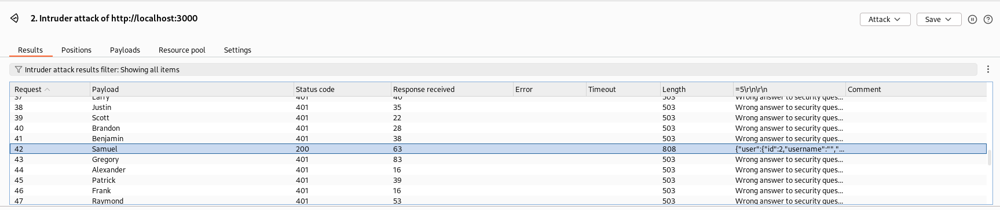 2. Intruder attack of http://localhost:3000 Attack Save
Results Positions Payloads Resource pool Settings
Intruder attack results filter: Showing all items
Request Payload Status code Response received Error Timeout Length =5\r\n\r\n Comment
37 Larry 401 40 503 Wrong answer to security ques...
38 Justin 401 35 503 Wrong answer to security ques...
39 Scott 401 22 503 Wrong answer to security ques...
40 Brandon 401 28 503 Wrong answer to security ques...
41 Benjamin 401 38 503 Wrong answer to security ques...
42 Samuel 200 63 808 {"user":{"id":2,"username":"","...
43 Gregory 401 83 503 Wrong answer to security ques...
44 Alexander 401 16 503 Wrong answer to security ques...
45 Patrick 401 39 503 Wrong answer to security ques...
46 Frank 401 16 503 Wrong answer to security ques...
47 Raymond 401 53 503 Wrong answer to security ques...